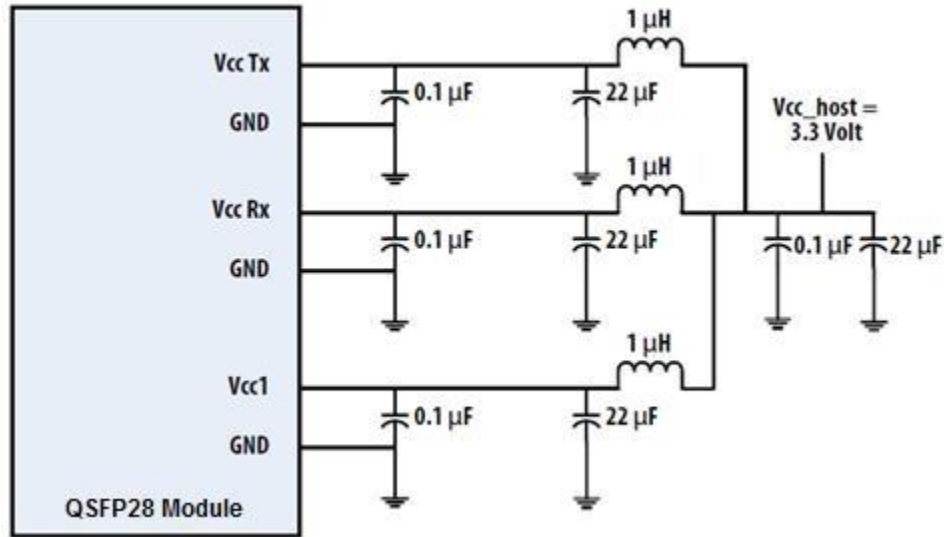 1 µH
Vcc Tx
0.1 µF
22 µF
GND
Vcc_host =
3.3 Volt
1 µH
Vcc Rx
0.1 µF
22 µF
0.1 µF
22 µF
GND
1 µH
Vcc1
0.1 µF
22 µF
GND
QSFP28 Module